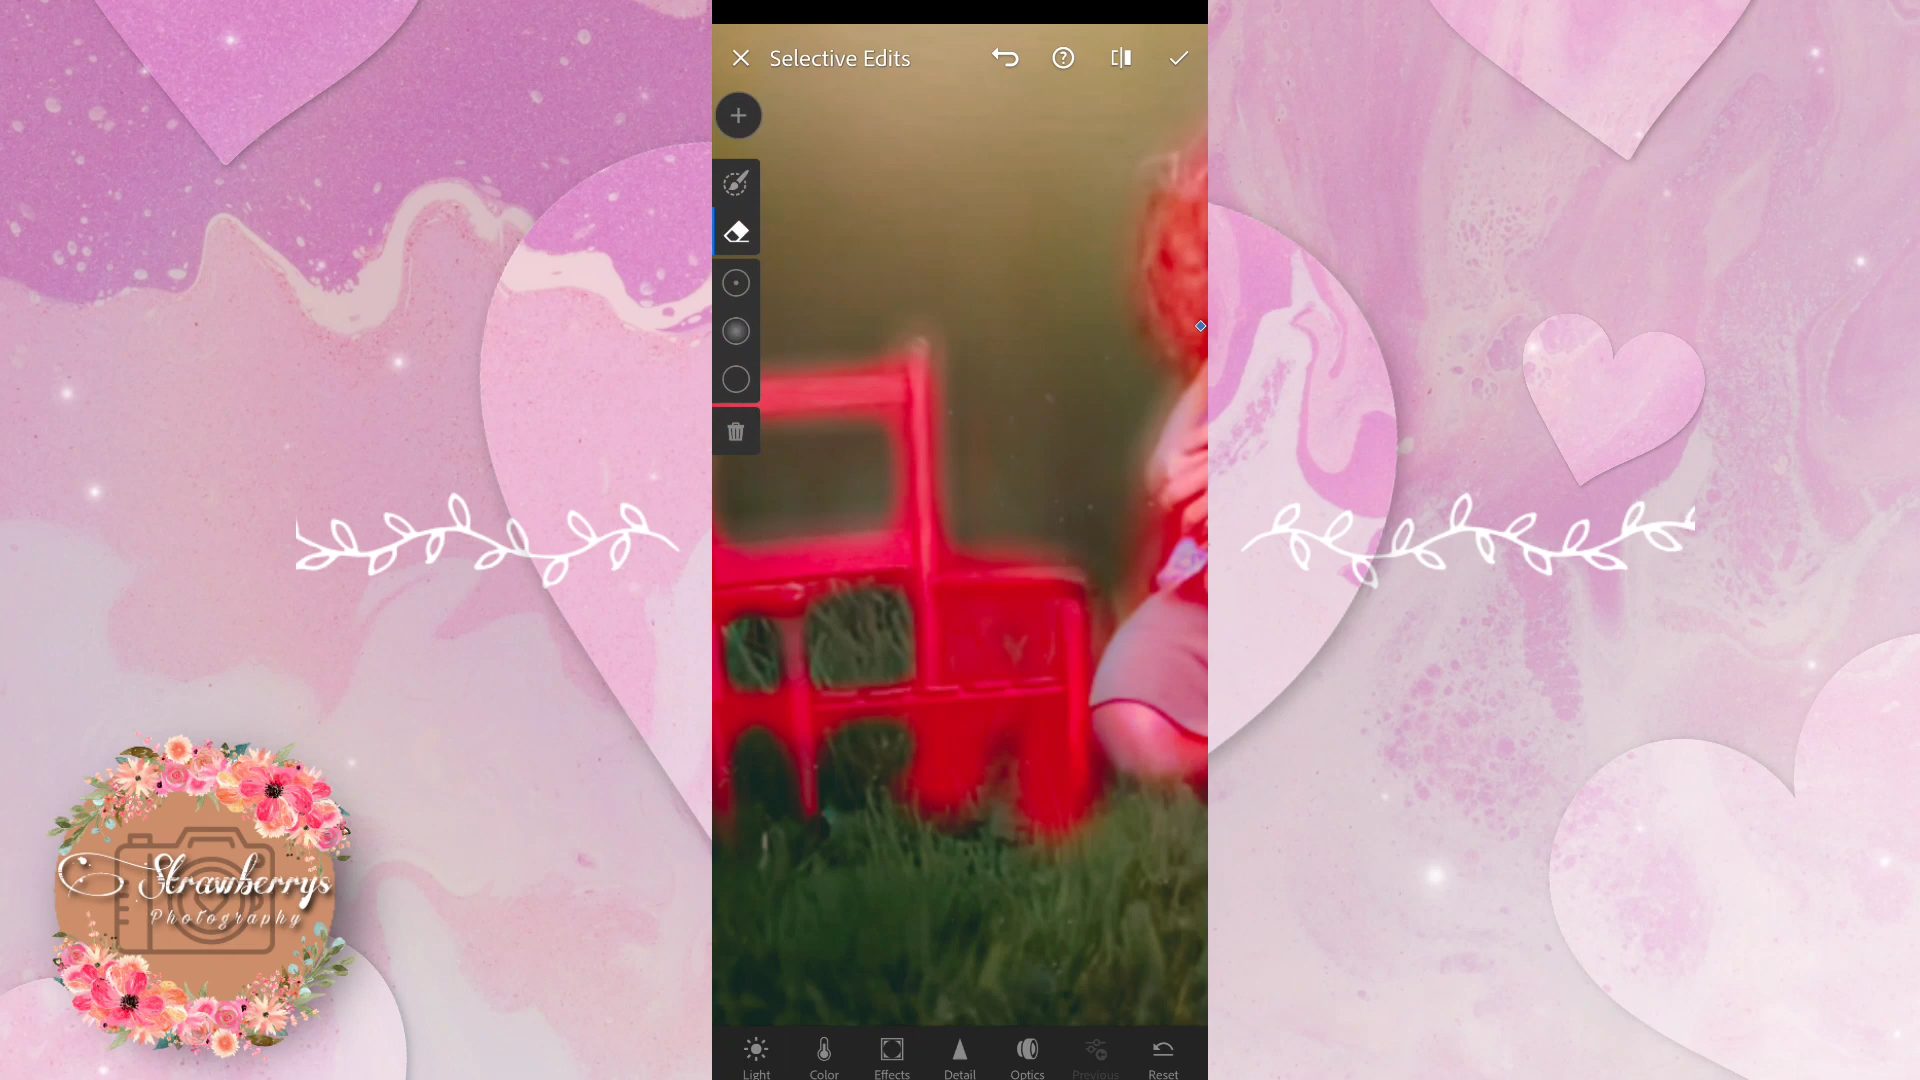 Selective Edits
Strawberrys
Photography
Light Color Effects Detail Optics Previous Reset